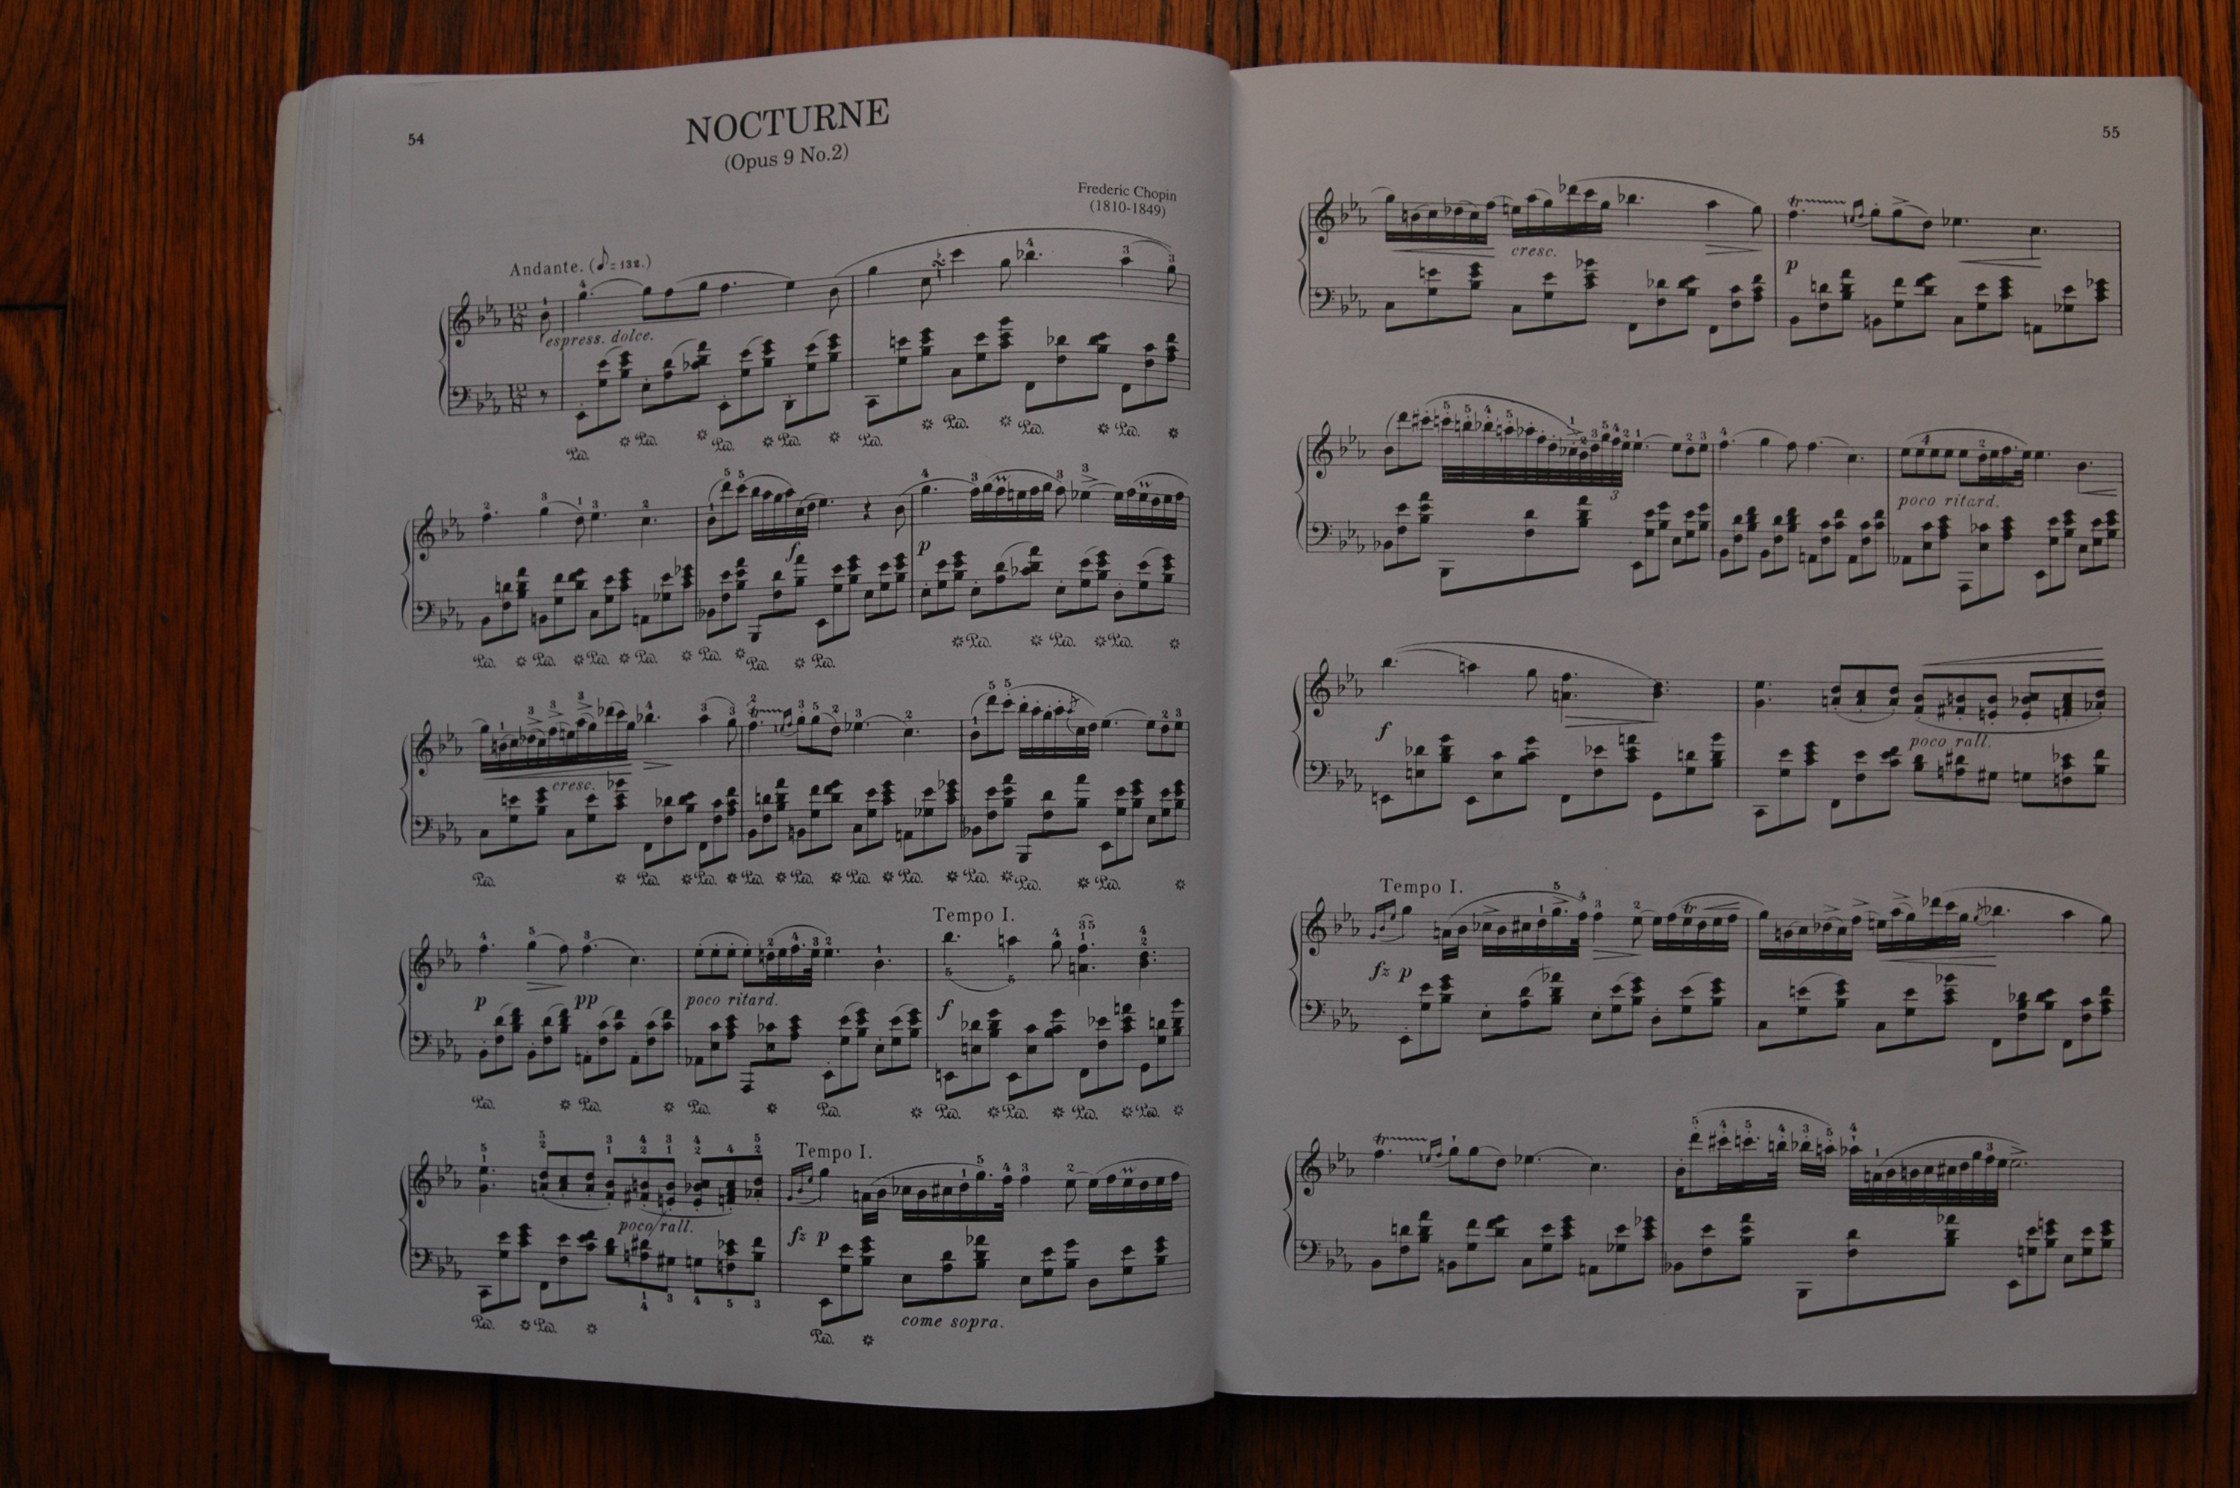 54
NOCTURNE
(Opus 9 No.2)
Frederic Chopin
(1810-1849)
Andante. (♪= 132.)
espress. dolce.
f
p
cresc.
Tempo I.
p
pp
poco ritard.
f
Tempo I.
poco rall.
fz p
come sopra.
55
cresc.
p
poco ritard.
f
poco rall.
Tempo I.
fz p